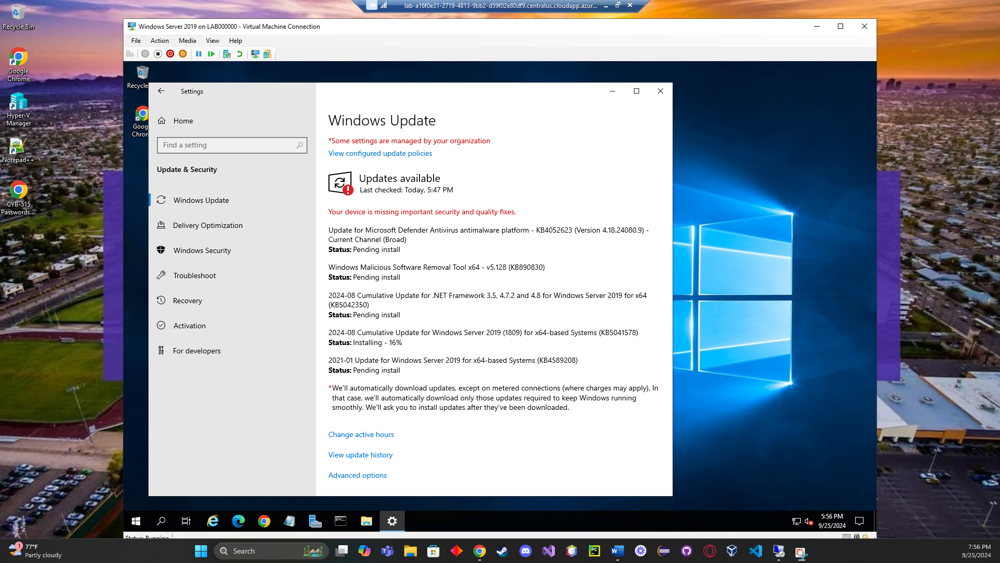 lab-a16f0e31-2719-4813-9bb2-d59f02e80df9.centralus.cloudapp.azur...
Recycle Bin
Google
Chrome
Hyper-V
Manager
Notepad++
CYB-515
Passwords....
Windows Server 2019 on LAB000000 - Virtual Machine Connection
File Action Media View Help
Recycle
Goog
Chron
Settings
Home
Find a setting
Update & Security
Windows Update
Delivery Optimization
Windows Security
Troubleshoot
Recovery
Activation
For developers
Windows Update
*Some settings are managed by your organization
View configured update policies
Updates available
Last checked: Today, 5:47 PM
Your device is missing important security and quality fixes.
Update for Microsoft Defender Antivirus antimalware platform - KB4052623 (Version 4.18.24080.9) -
Current Channel (Broad)
Status: Pending install
Windows Malicious Software Removal Tool x64 - v5.128 (KB890830)
Status: Pending install
2024-08 Cumulative Update for .NET Framework 3.5, 4.7.2 and 4.8 for Windows Server 2019 for x64
(KB5042350)
Status: Pending install
2024-08 Cumulative Update for Windows Server 2019 (1809) for x64-based Systems (KB5041578)
Status: Installing - 16%
2021-01 Update for Windows Server 2019 for x64-based Systems (KB4589208)
Status: Pending install
*We'll automatically download updates, except on metered connections (where charges may apply). In
that case, we'll automatically download only those updates required to keep Windows running
smoothly. We'll ask you to install updates after they've been downloaded.
Change active hours
View update history
Advanced options
5:56 PM
9/25/2024
Status: Running
1
77°F
Partly cloudy
Search
PC
7:56 PM
9/25/2024